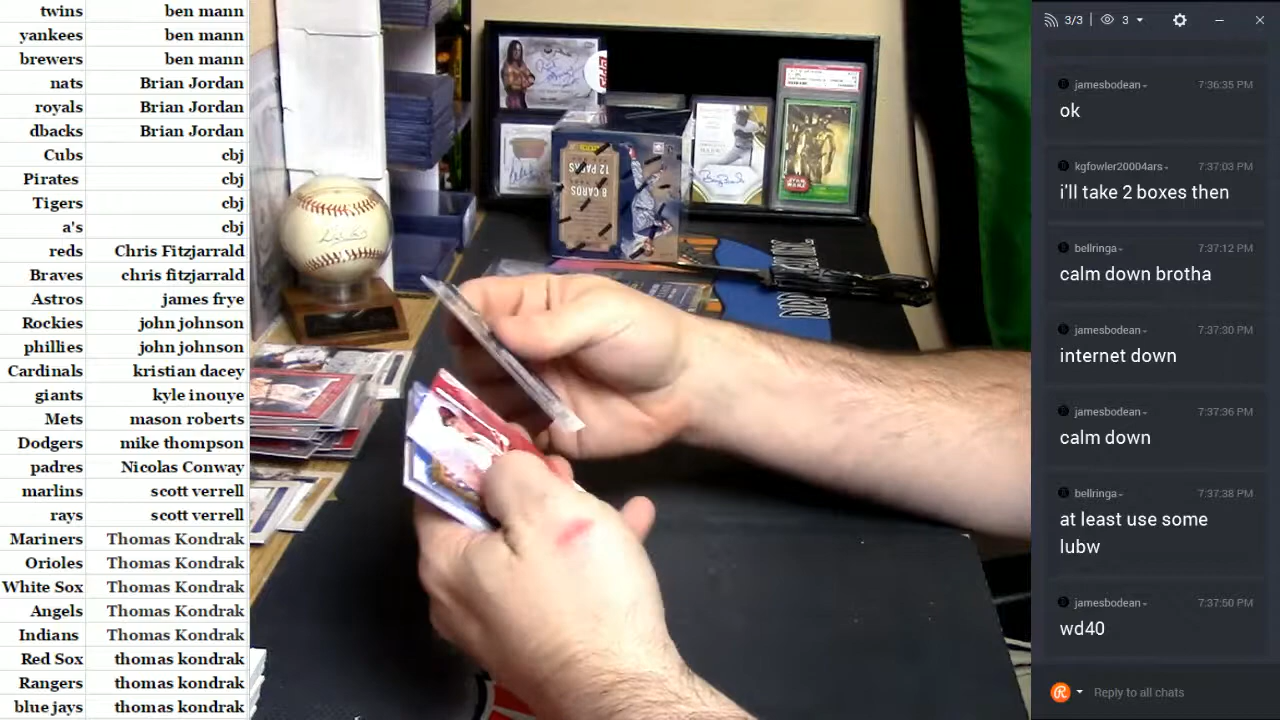 twins ben mann
yankees ben mann
brewers ben mann
nats Brian Jordan
royals Brian Jordan
dbacks Brian Jordan
Cubs cbj
Pirates cbj
Tigers cbj
a's cbj
reds Chris Fitzjarrald
Braves chris fitzjarrald
Astros james frye
Rockies john johnson
phillies john johnson
Cardinals kristian dacey
giants kyle inouye
Mets mason roberts
Dodgers mike thompson
padres Nicolas Conway
marlins scott verrell
rays scott verrell
Mariners Thomas Kondrak
Orioles Thomas Kondrak
White Sox Thomas Kondrak
Angels Thomas Kondrak
Indians Thomas Kondrak
Red Sox thomas kondrak
Rangers thomas kondrak
blue jays thomas kondrak
8 CARDS
12 PACKS
STAR
WARS
3/3 3
jamesbodean 7:36:35 PM
ok
kgfowler20004ars 7:37:03 PM
i'll take 2 boxes then
bellringa 7:37:12 PM
calm down brotha
jamesbodean 7:37:30 PM
internet down
jamesbodean 7:37:36 PM
calm down
bellringa 7:37:38 PM
at least use some
lubw
jamesbodean 7:37:50 PM
wd40
Reply to all chats